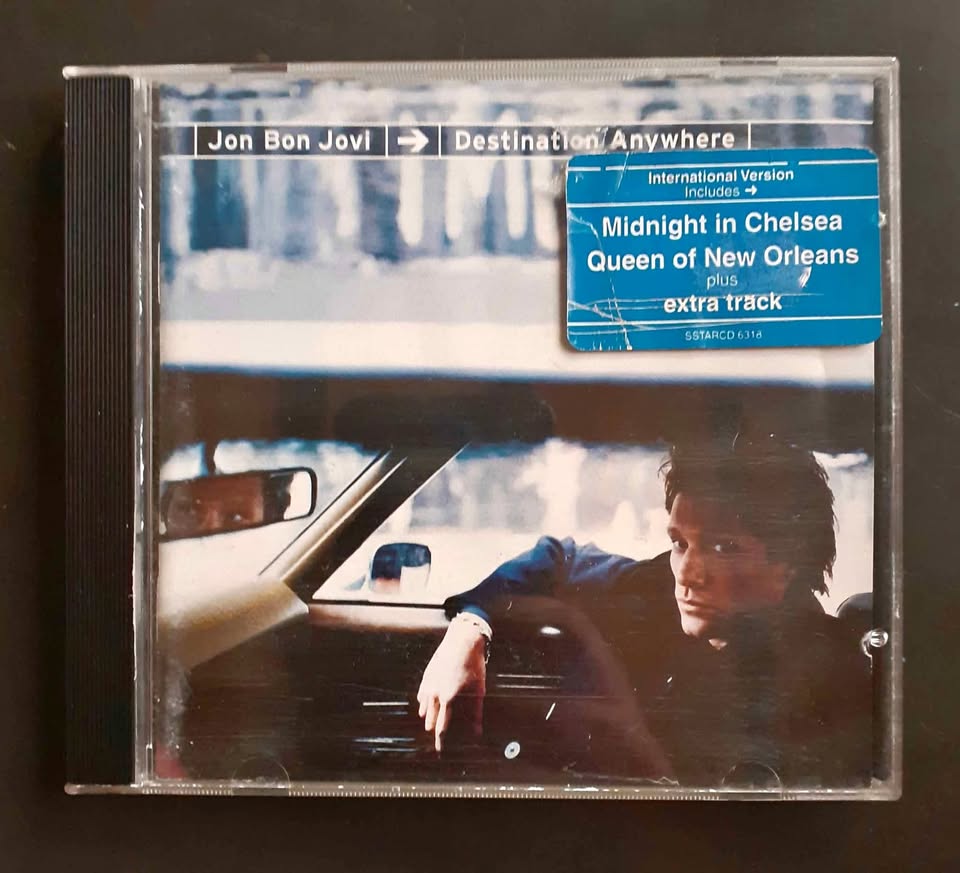 Jon Bon Jovi → Destination Anywhere
International Version
Includes →
Midnight in Chelsea
Queen of New Orleans
plus
extra track
SSTARCD 6318